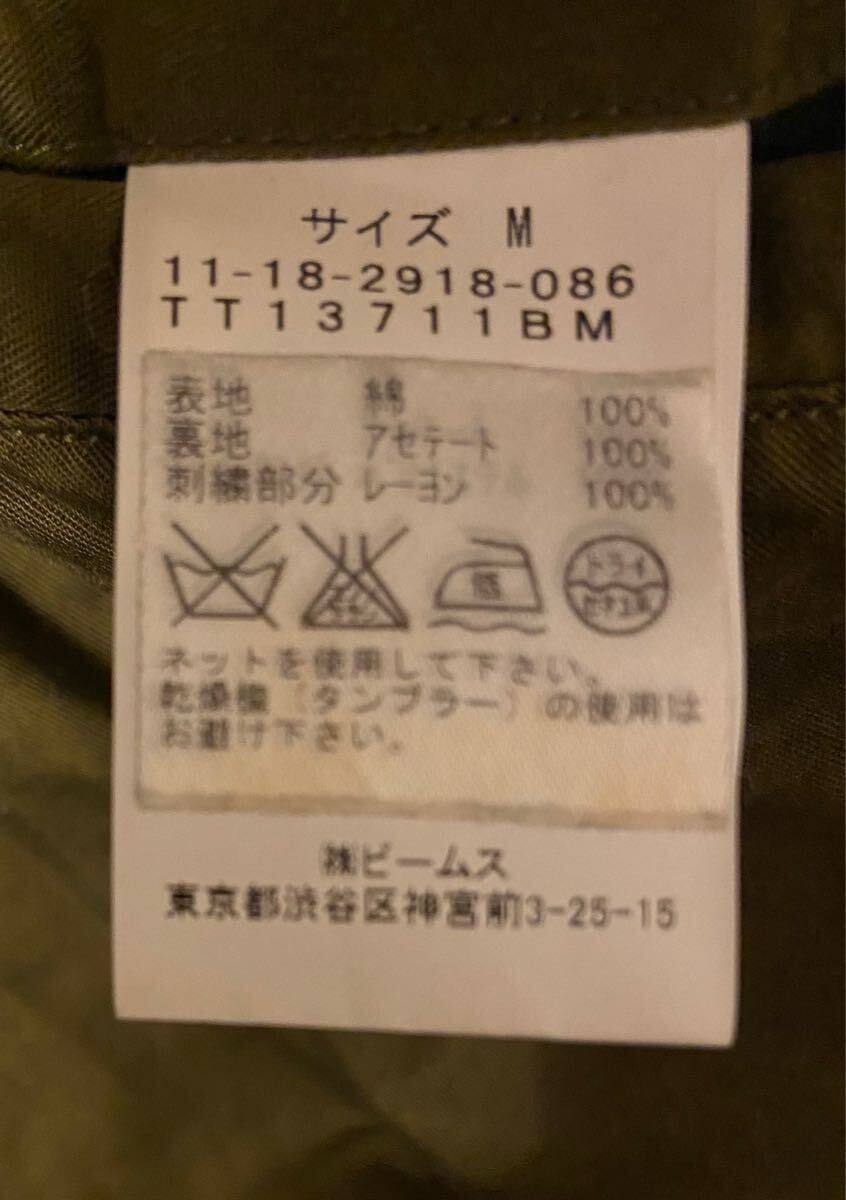 サイズ M
11-18-2918-086
TT13711BM
表地 綿 100%
裏地 アセテート 100%
刺繍部分 レーヨン 100%
ドライ
ネットを使用して下さい。
乾燥機(タンブラー)の使用は
お避け下さい。
㈱ビームス
東京都渋谷区神宮前3-25-15